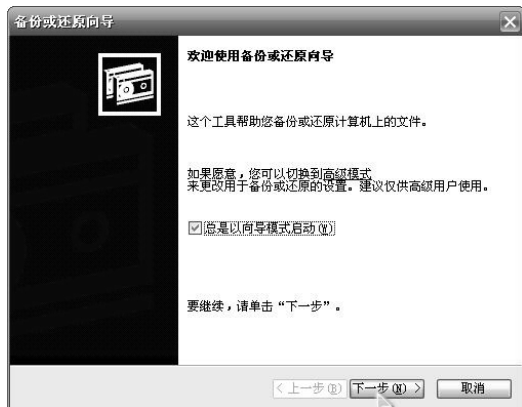 备份或还原向导
欢迎使用备份或还原向导
这个工具帮助您备份或还原计算机上的文件。
如果愿意，您可以切换到高级模式
来更改用于备份或还原的设置。建议仅供高级用户使用。
总是以向导模式启动(W)
要继续，请单击“下一步”。
< 上一步(B)
下一步(N) >
取消